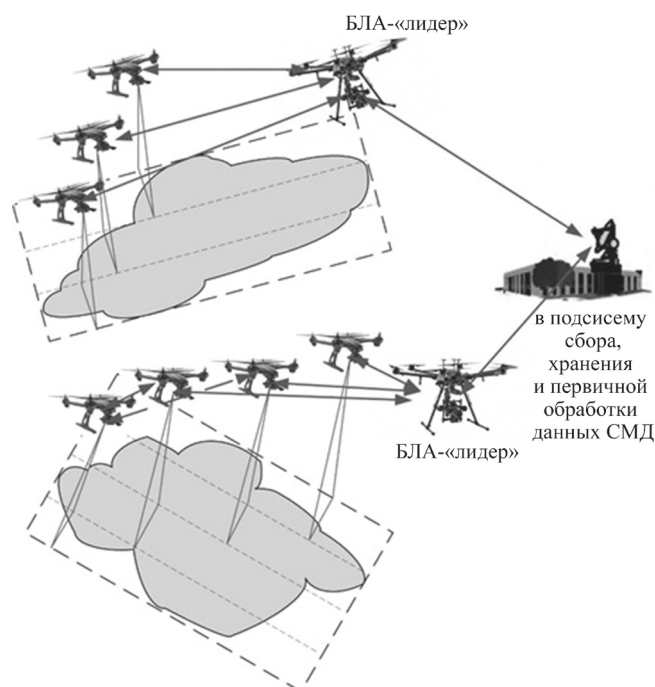 БЛА-«лидер»
в подсисему
сбора,
хранения
и первичной
обработки
данных СМД
БЛА-«лидер»